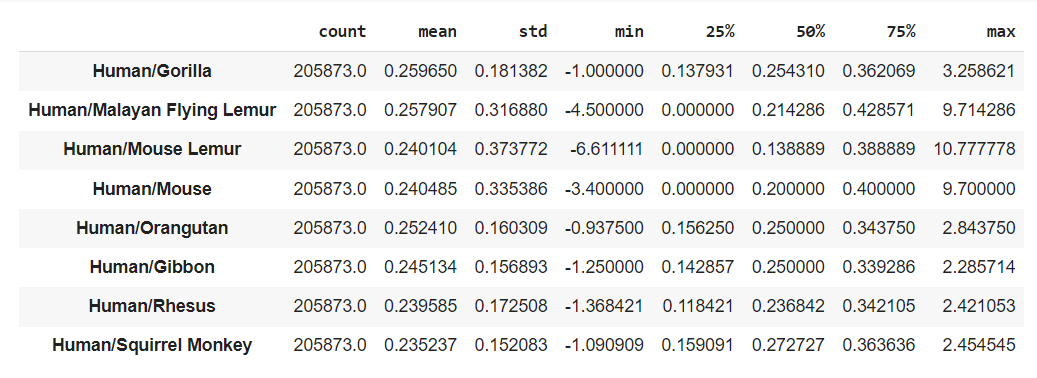 count mean std min 25% 50% 75% max
Human/Gorilla 205873.0 0.259650 0.181382 -1.000000 0.137931 0.254310 0.362069 3.258621
Human/Malayan Flying Lemur 205873.0 0.257907 0.316880 -4.500000 0.000000 0.214286 0.428571 9.714286
Human/Mouse Lemur 205873.0 0.240104 0.373772 -6.611111 0.000000 0.138889 0.388889 10.777778
Human/Mouse 205873.0 0.240485 0.335386 -3.400000 0.000000 0.200000 0.400000 9.700000
Human/Orangutan 205873.0 0.252410 0.160309 -0.937500 0.156250 0.250000 0.343750 2.843750
Human/Gibbon 205873.0 0.245134 0.156893 -1.250000 0.142857 0.250000 0.339286 2.285714
Human/Rhesus 205873.0 0.239585 0.172508 -1.368421 0.118421 0.236842 0.342105 2.421053
Human/Squirrel Monkey 205873.0 0.235237 0.152083 -1.090909 0.159091 0.272727 0.363636 2.454545